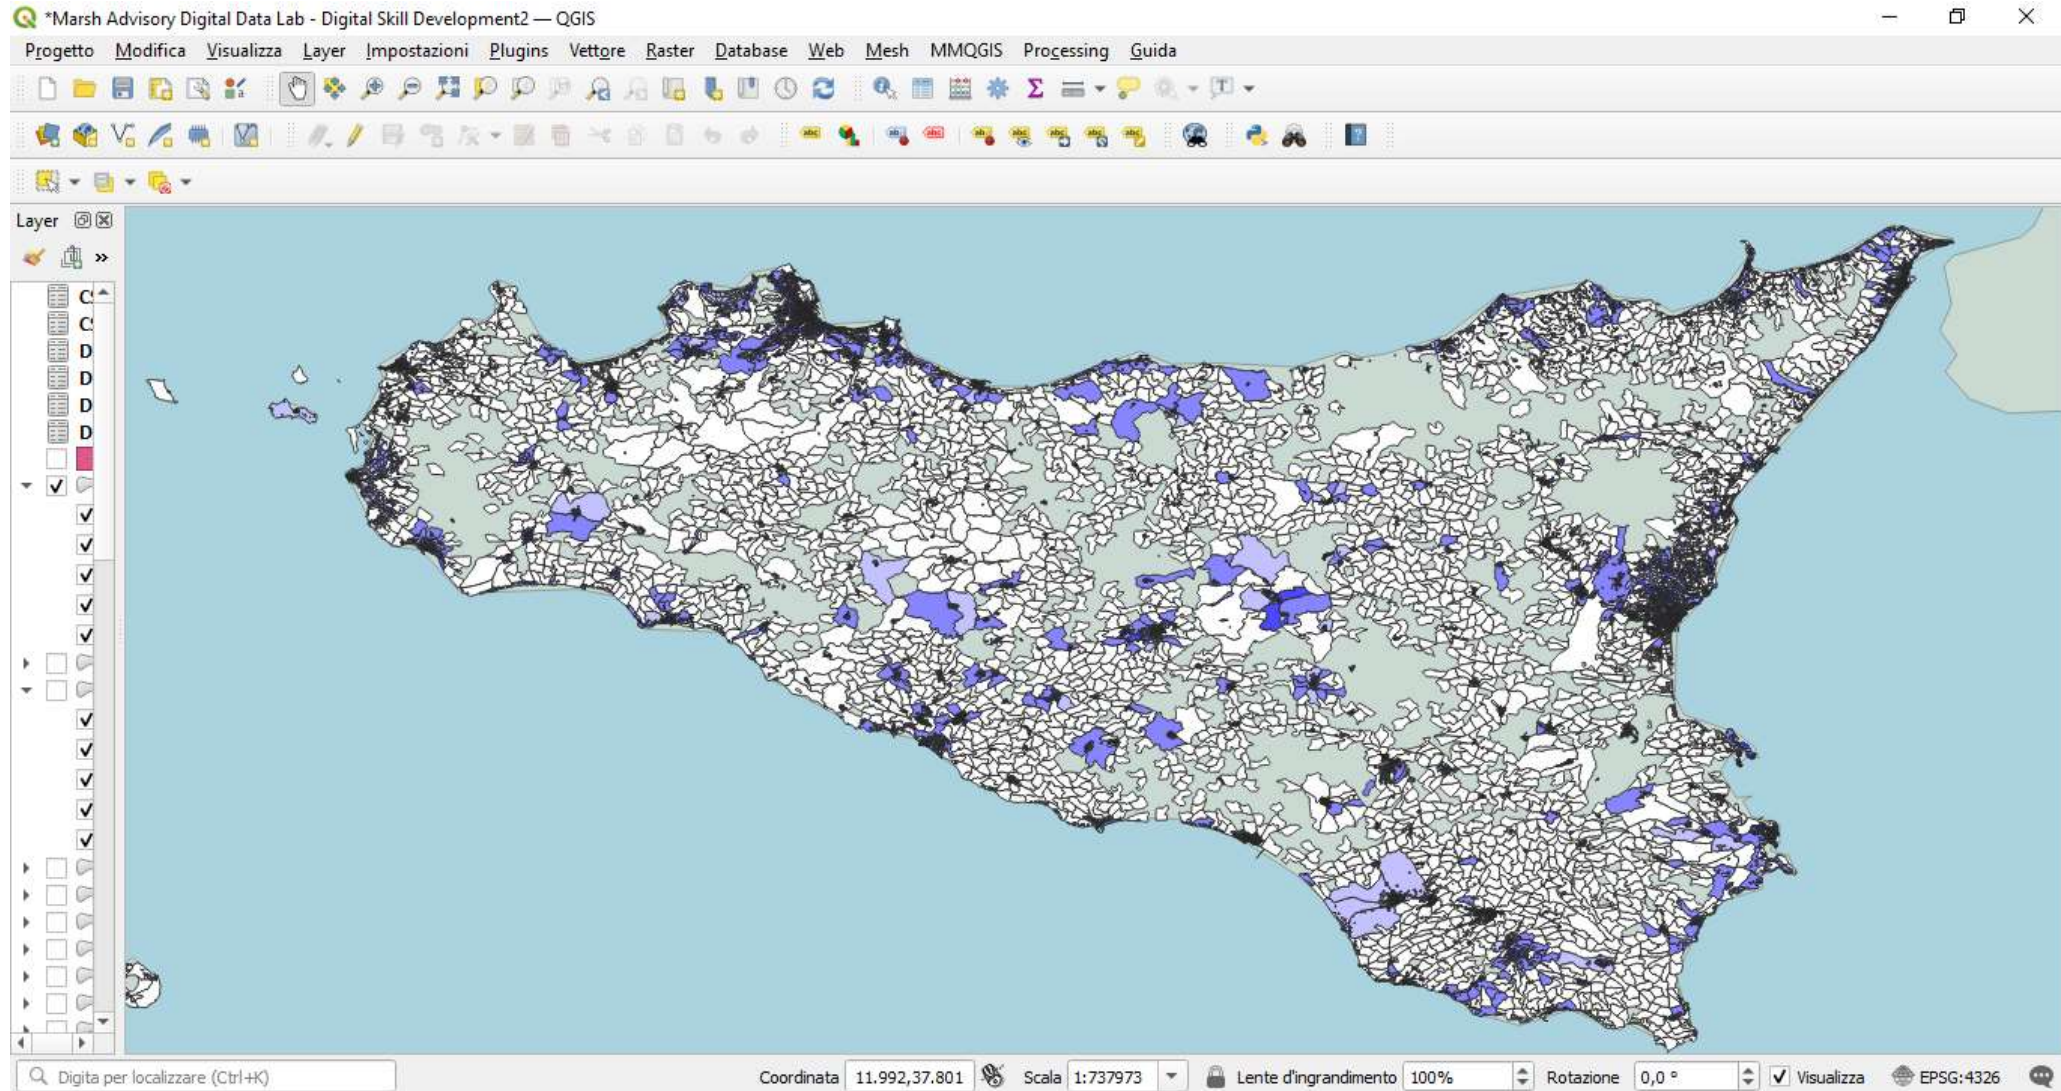 *Marsh Advisory Digital Data Lab - Digital Skill Development2 — QGIS
Progetto Modifica Visualizza Layer Impostazioni Plugins Vettore Raster Database Web Mesh MMQGIS Processing Guida
Layer
D
D
D
D
Digita per localizzare (Ctrl+K)
Coordinata 11.992,37.801 Scala 1:737973 Lente d'ingrandimento 100% Rotazione 0,0 ° Visualizza EPSG:4326